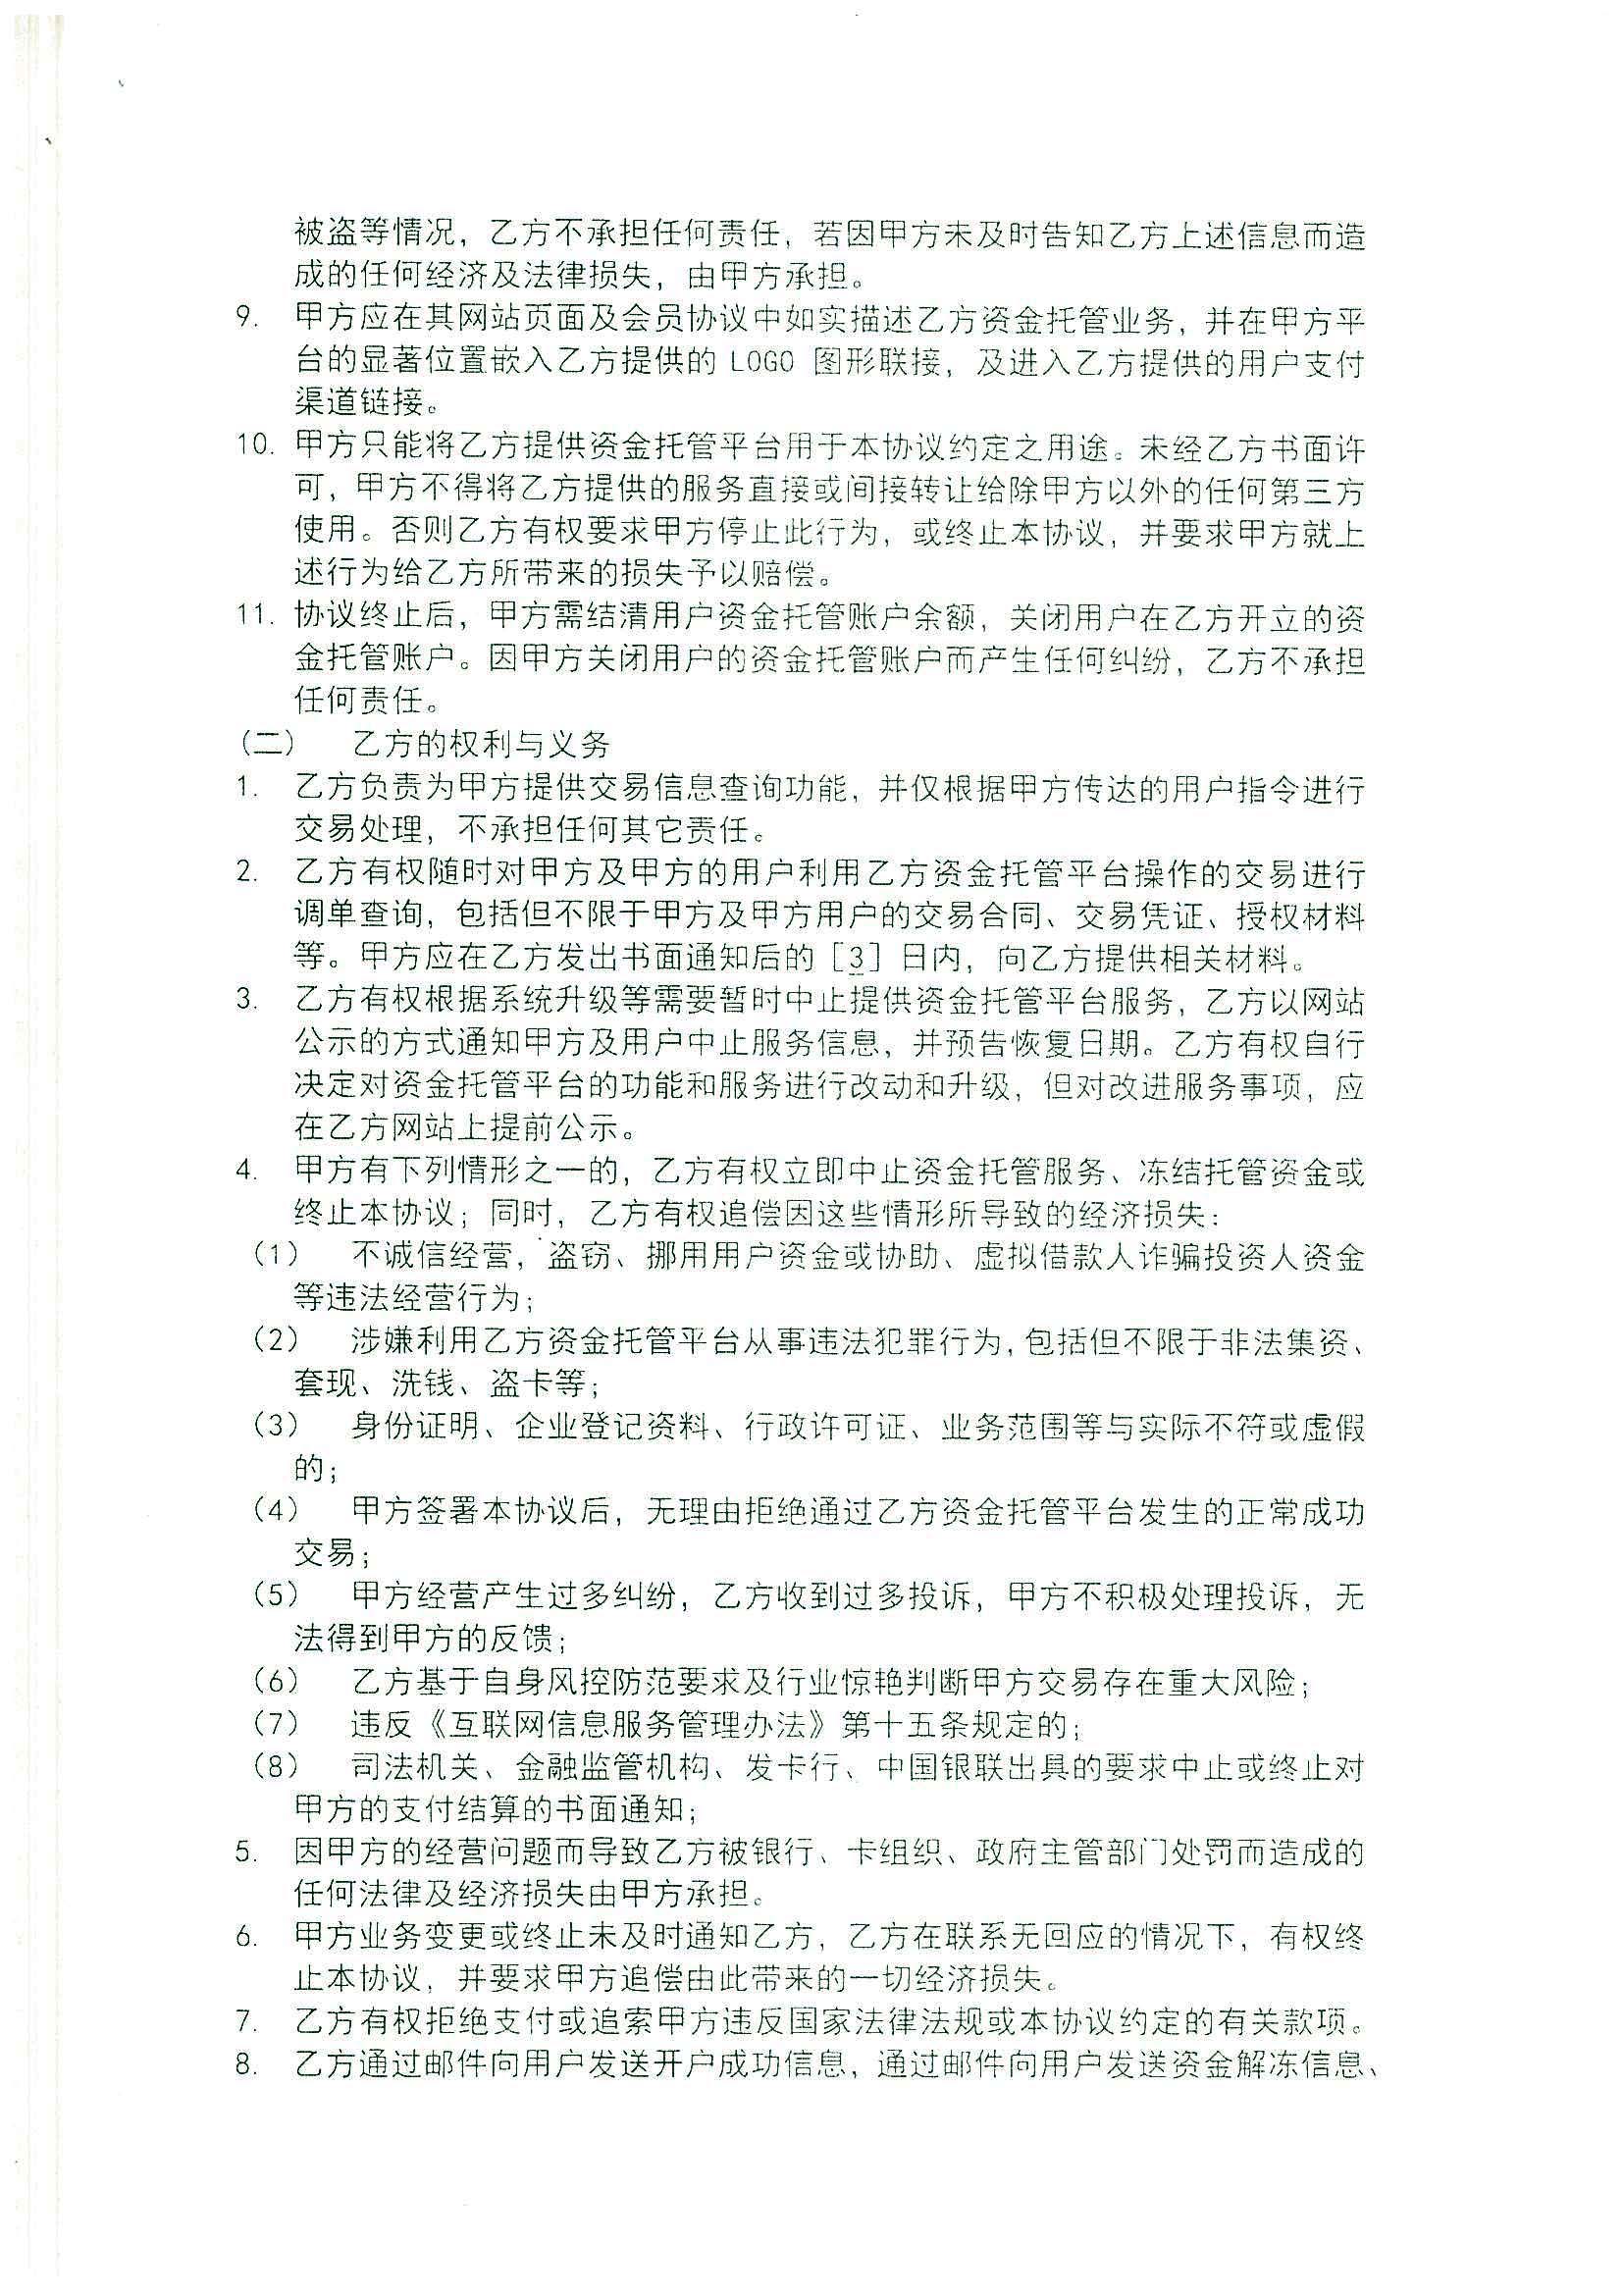 被盗等情况，乙方不承担任何责任，若因甲方未及时告知乙方上述信息而造
成的任何经济及法律损失，由甲方承担。
9. 甲方应在其网站页面及会员协议中如实描述乙方资金托管业务，并在甲方平
台的显著位置嵌入乙方提供的 LOGO 图形联接，及进入乙方提供的用户支付
渠道链接。
10. 甲方只能将乙方提供资金托管平台用于本协议约定之用途。未经乙方书面许
可，甲方不得将乙方提供的服务直接或间接转让给除甲方以外的任何第三方
使用。否则乙方有权要求甲方停止此行为，或终止本协议，并要求甲方就上
述行为给乙方所带来的损失予以赔偿。
11. 协议终止后，甲方需结清用户资金托管账户余额，关闭用户在乙方开立的资
金托管账户。因甲方关闭用户的资金托管账户而产生任何纠纷，乙方不承担
任何责任。
（二） 乙方的权利与义务
1. 乙方负责为甲方提供交易信息查询功能，并仅根据甲方传达的用户指令进行
交易处理，不承担任何其它责任。
2. 乙方有权随时对甲方及甲方的用户利用乙方资金托管平台操作的交易进行
调单查询，包括但不限于甲方及甲方用户的交易合同、交易凭证、授权材料
等。甲方应在乙方发出书面通知后的［3］日内，向乙方提供相关材料。
3. 乙方有权根据系统升级等需要暂时中止提供资金托管平台服务，乙方以网站
公示的方式通知甲方及用户中止服务信息，并预告恢复日期。乙方有权自行
决定对资金托管平台的功能和服务进行改动和升级，但对改进服务事项，应
在乙方网站上提前公示。
4. 甲方有下列情形之一的，乙方有权立即中止资金托管服务、冻结托管资金或
终止本协议；同时，乙方有权追偿因这些情形所导致的经济损失：
（1） 不诚信经营，盗窃、挪用用户资金或协助、虚拟借款人诈骗投资人资金
等违法经营行为；
（2） 涉嫌利用乙方资金托管平台从事违法犯罪行为，包括但不限于非法集资、
套现、洗钱、盗卡等；
（3） 身份证明、企业登记资料、行政许可证、业务范围等与实际不符或虚假
的；
（4） 甲方签署本协议后，无理由拒绝通过乙方资金托管平台发生的正常成功
交易；
（5） 甲方经营产生过多纠纷，乙方收到过多投诉，甲方不积极处理投诉，无
法得到甲方的反馈；
（6） 乙方基于自身风控防范要求及行业惊艳判断甲方交易存在重大风险；
（7） 违反《互联网信息服务管理办法》第十五条规定的；
（8） 司法机关、金融监管机构、发卡行、中国银联出具的要求中止或终止对
甲方的支付结算的书面通知；
5. 因甲方的经营问题而导致乙方被银行、卡组织、政府主管部门处罚而造成的
任何法律及经济损失由甲方承担。
6. 甲方业务变更或终止未及时通知乙方，乙方在联系无回应的情况下，有权终
止本协议，并要求甲方追偿由此带来的一切经济损失。
7. 乙方有权拒绝支付或追索甲方违反国家法律法规或本协议约定的有关款项。
8. 乙方通过邮件向用户发送开户成功信息，通过邮件向用户发送资金解冻信息、